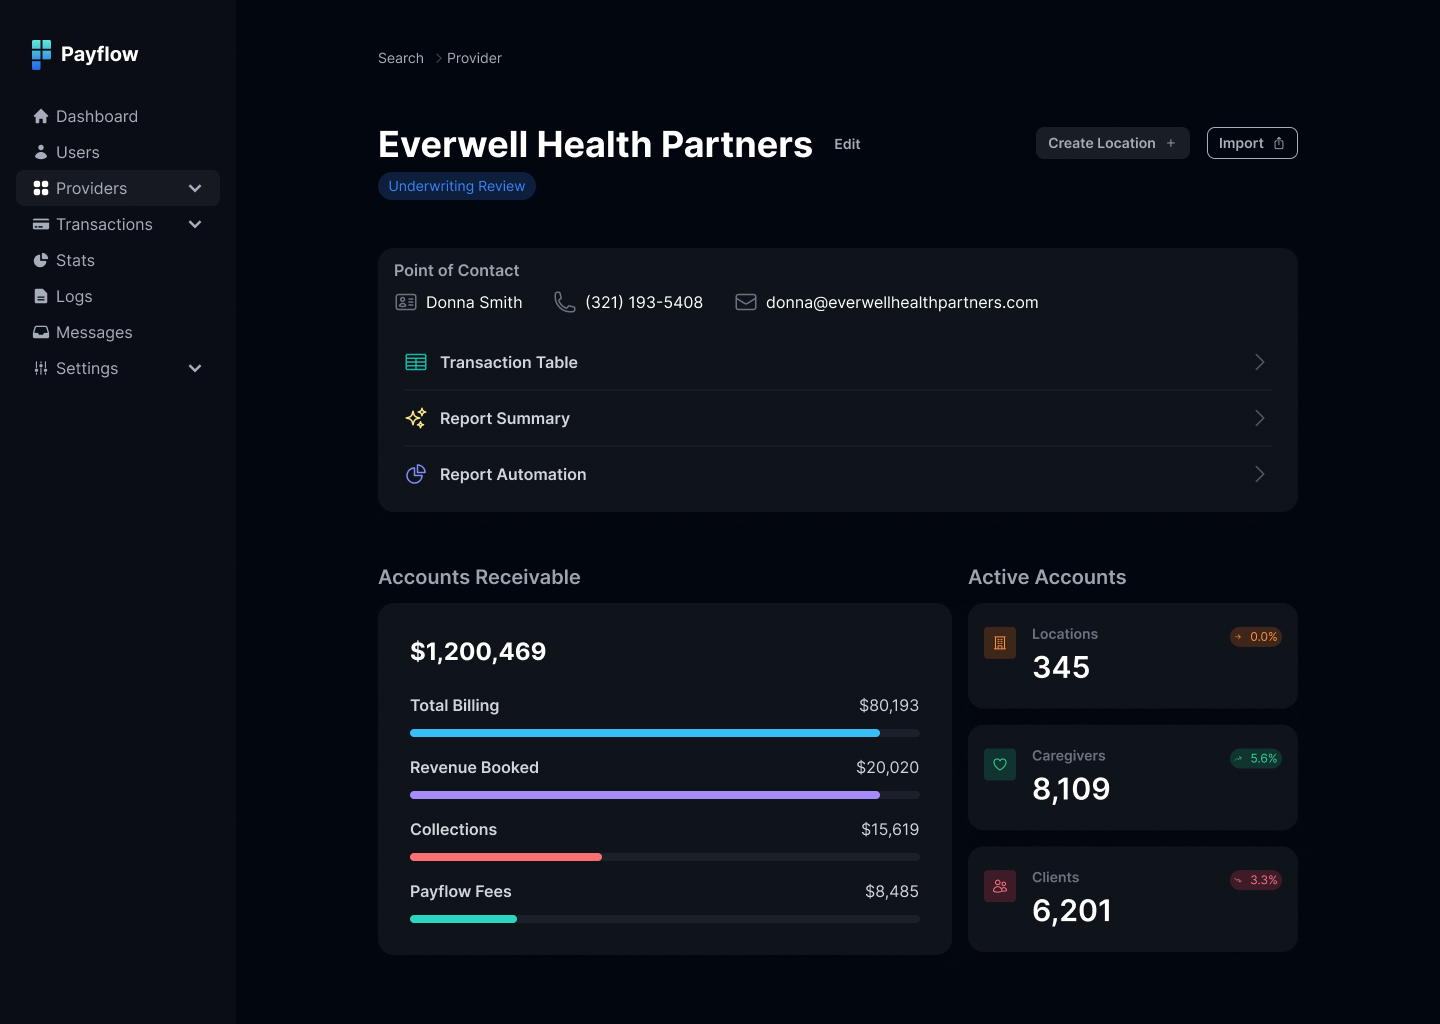 Payflow
Dashboard
Users
Providers
Transactions
Stats
Logs
Messages
Settings
Search
Provider
Everwell Health Partners
Edit
Create Location
Import
Underwriting Review
Point of Contact
Donna Smith
(321) 193-5408
donna@everwellhealthpartners.com
Transaction Table
Report Summary
Report Automation
Accounts Receivable
$1,200,469
Total Billing
$80,193
Revenue Booked
$20,020
Collections
$15,619
Payflow Fees
$8,485
Active Accounts
Locations
0.0%
345
Caregivers
5.6%
8,109
Clients
3.3%
6,201